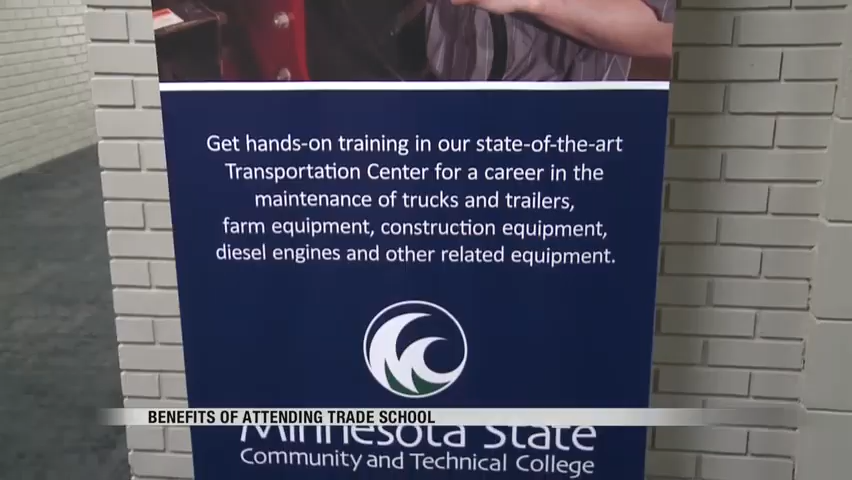 Get hands-on training in our state-of-the-art
Transportation Center for a career in the
maintenance of trucks and trailers,
farm equipment, construction equipment,
diesel engines and other related equipment.
BENEFITS OF ATTENDING TRADE SCHOOL
Minnesota State
Community and Technical College